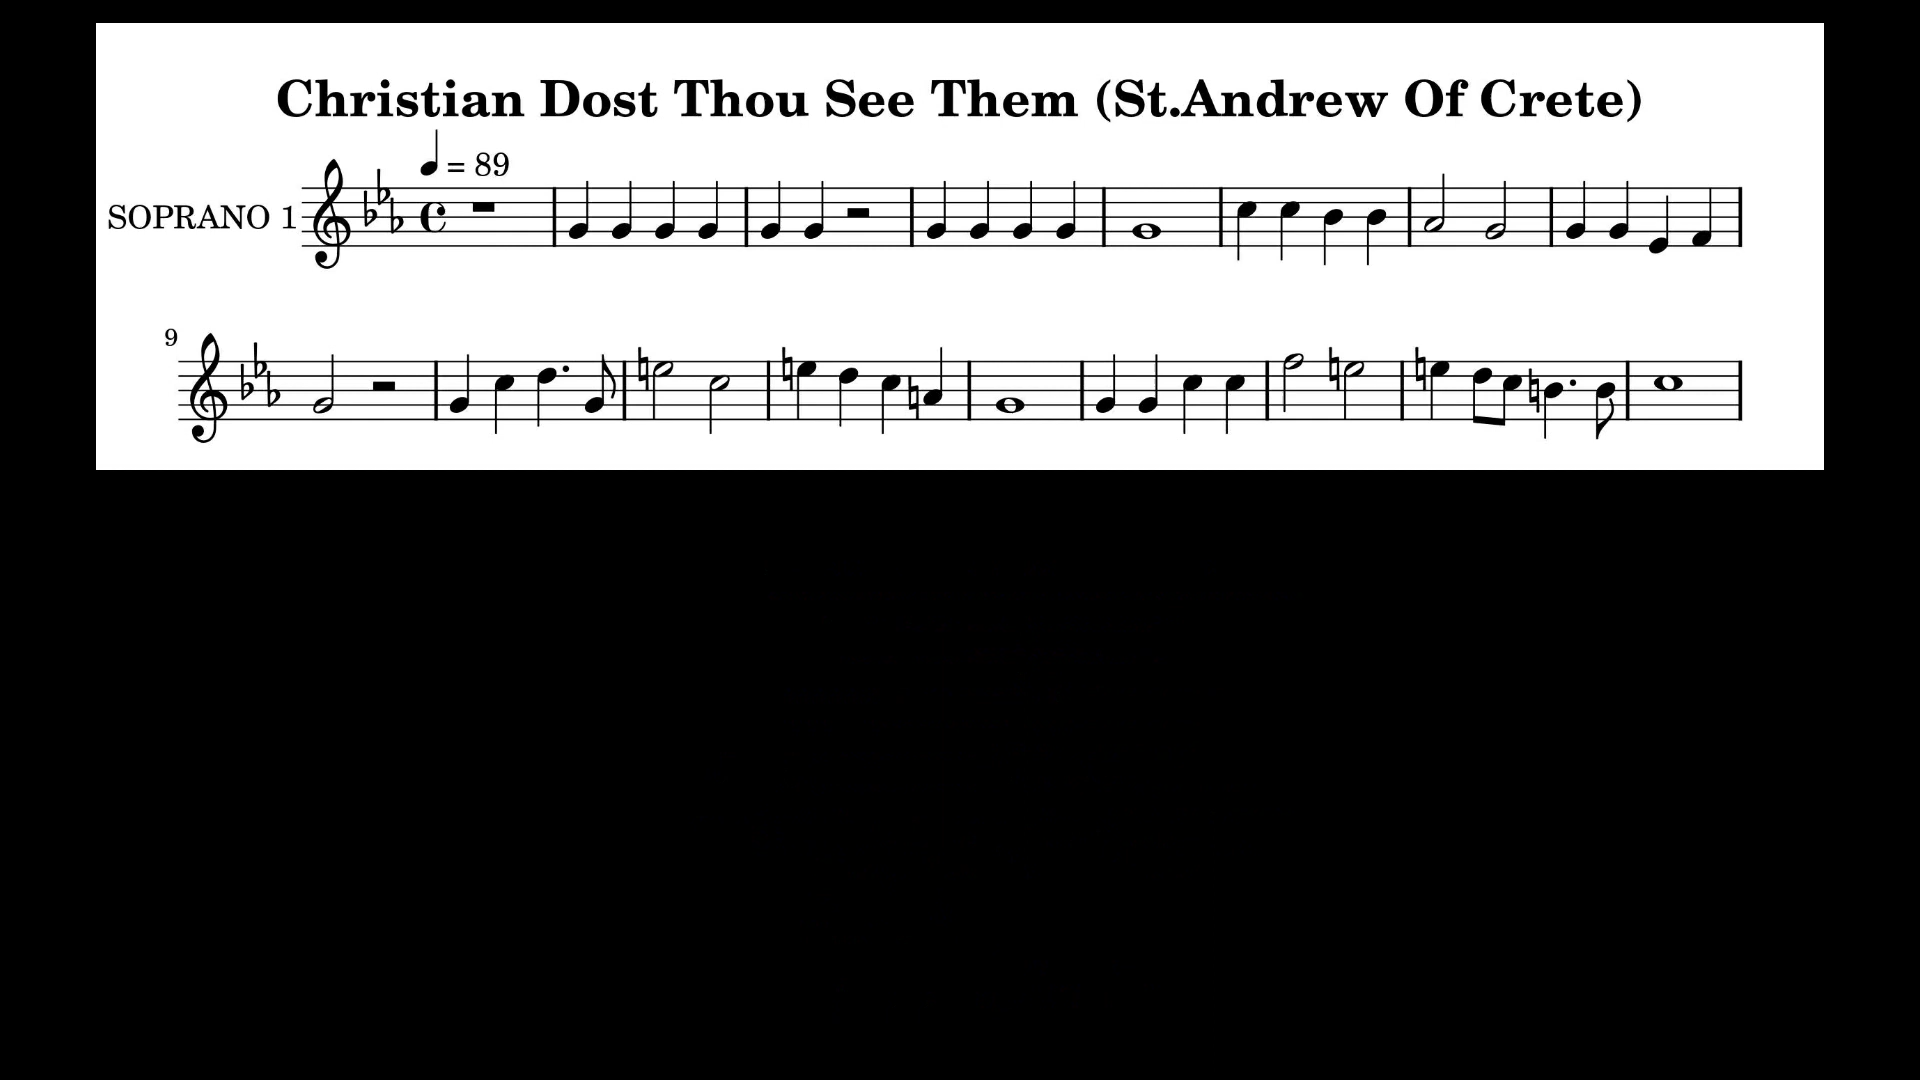 Christian Dost Thou See Them (St.Andrew Of Crete)
= 89
SOPRANO 1
9